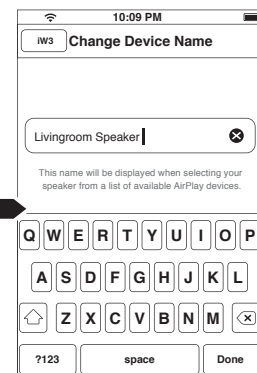 10:09 PM
iW3 Change Device Name
Livingroom Speaker
This name will be displayed when selecting your
speaker from a list of available AirPlay devices.
Q W E R T Y U I O P
A S D F G H J K L
Z X C V B N M
?123 space Done